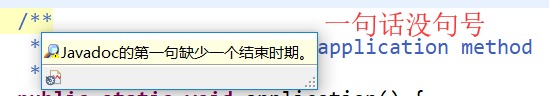 /** 一句话没句号
* Javadoc的第一句缺少一个结束时期。 application method
*
public static void application() {